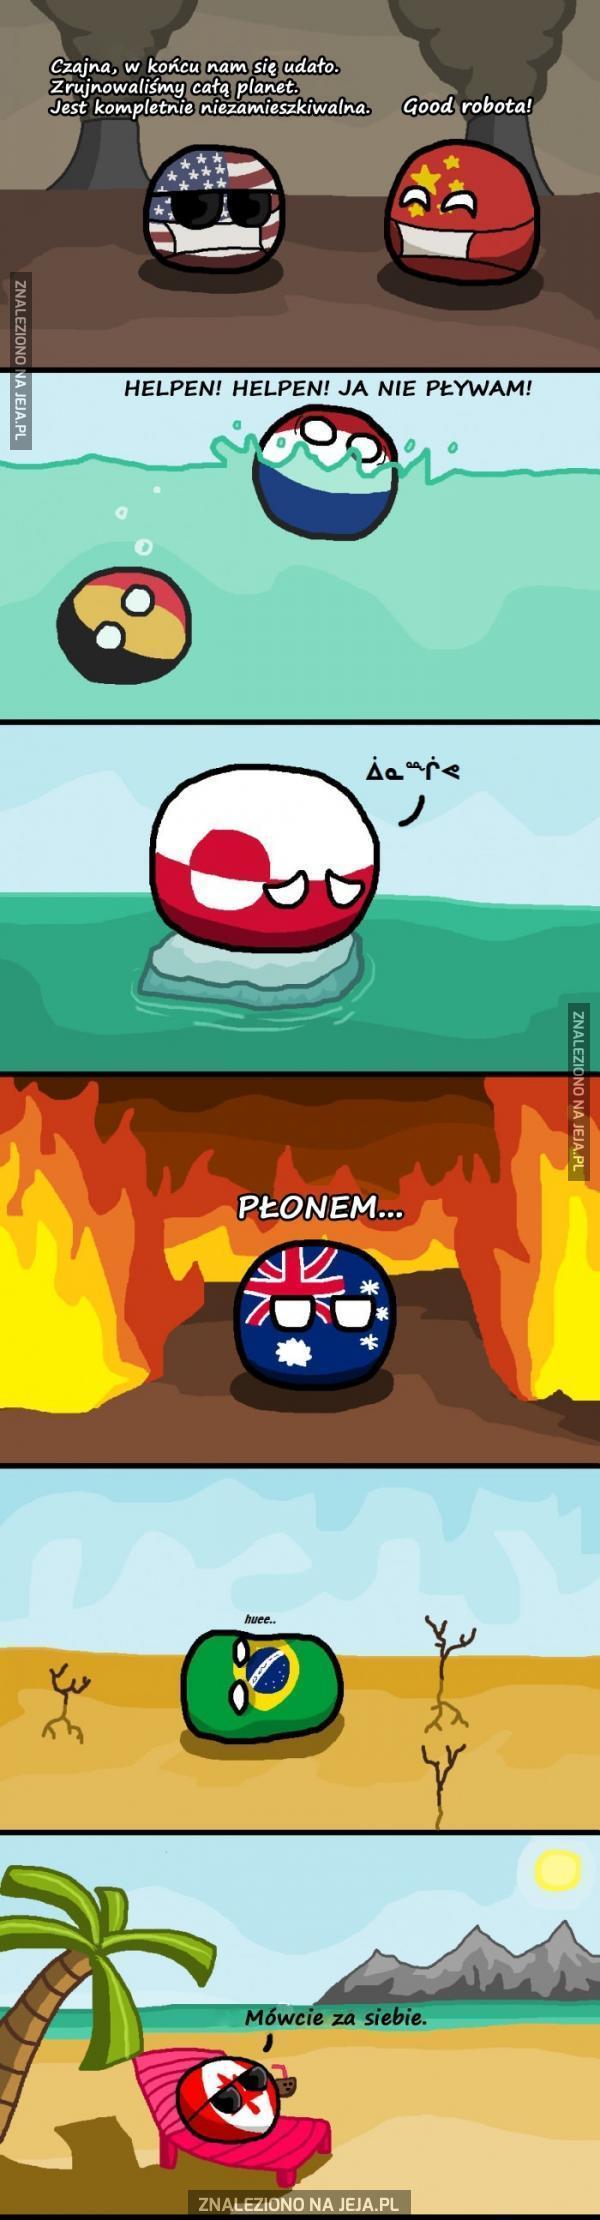 Czajna, w końcu nam się udało.
Zrujnowaliśmy całą planet.
Jest kompletnie niezamieszkiwalna.
Good robota!
ZNALEZIONO NA JEJA.PL
HELPEN! HELPEN! JA NIE PŁYWAM!
ZNALEZIONO NA JEJA.PL
PŁONEM...
huee..
Mówcie za siebie.
ZNALEZIONO NA JEJA.PL